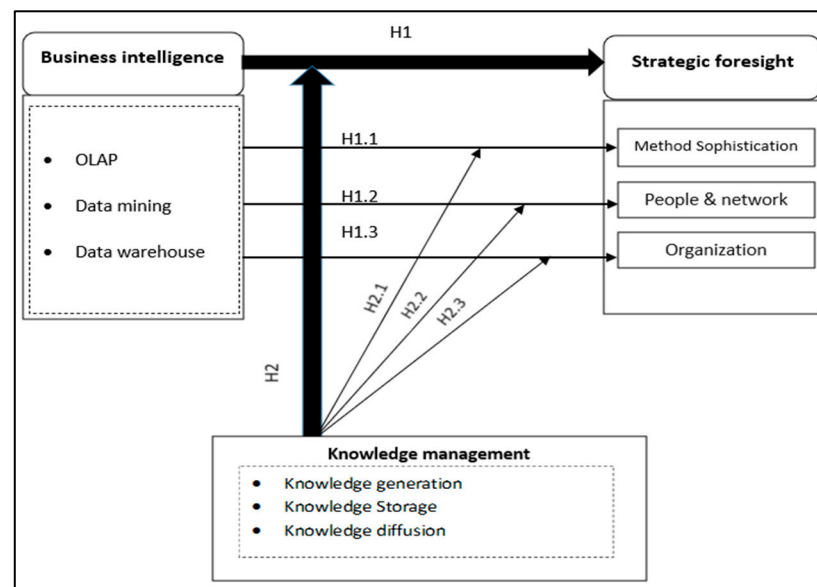 H1
Business intelligence
Strategic foresight
H1.1
• OLAP
Method Sophistication
H1.2
• Data mining
People & network
H1.3
• Data warehouse
Organization
H2.1
H2.2
H2.3
H2
Knowledge management
• Knowledge generation
• Knowledge Storage
• Knowledge diffusion